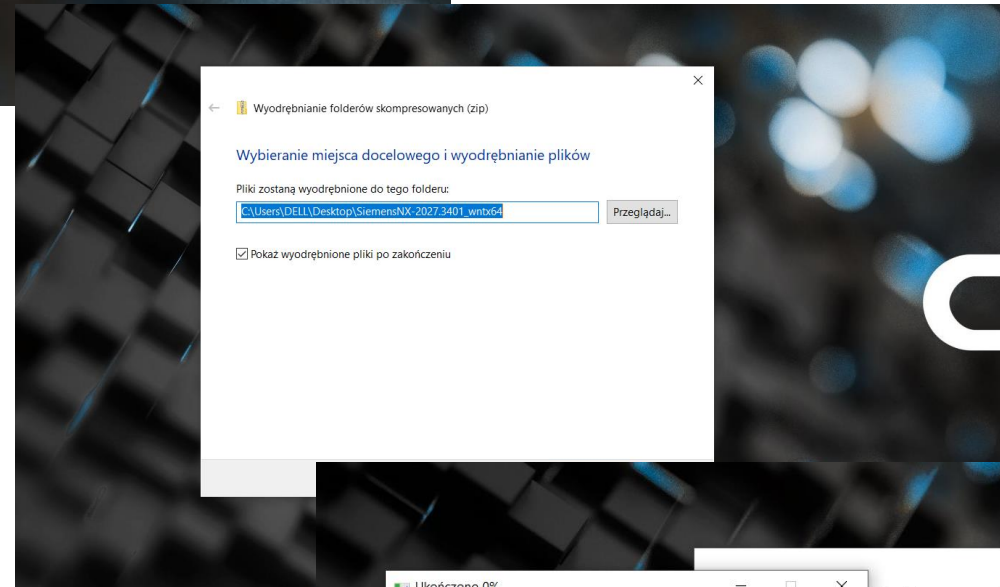 Wyodrębnianie folderów skompresowanych (zip)
Wybieranie miejsca docelowego i wyodrębnianie plików
Pliki zostaną wyodrębnione do tego folderu:
C:\Users\DELL\Desktop\SiemensNX-2027.3401_wntx64
Przeglądaj...
Pokaż wyodrębnione pliki po zakończeniu
Ukończono 0%